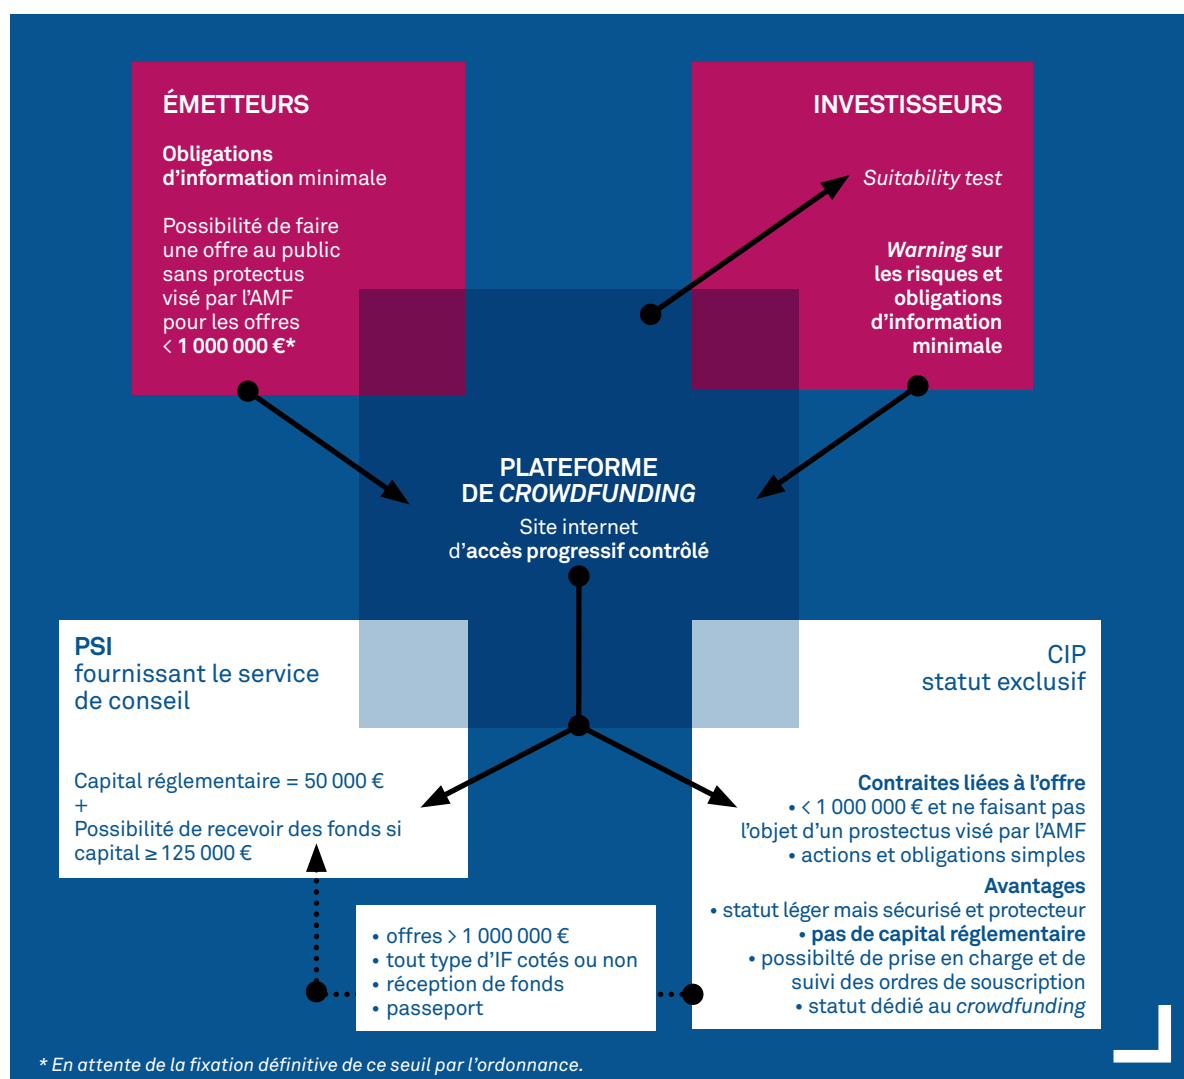 ÉMETTEURS
Obligations
d’information minimale
Possibilité de faire
une offre au public
sans protectus
visé par l’AMF
pour les offres
< 1 000 000 €*
INVESTISSEURS
Suitability test
Warning sur
les risques et
obligations
d’information
minimale
PLATEFORME
DE CROWDFUNDING
Site internet
d’accès progressif contrôlé
PSI
fournissant le service
de conseil
Capital réglementaire = 50 000 €
+
Possibilité de recevoir des fonds si
capital ≥ 125 000 €
CIP
statut exclusif
Contraites liées à l’offre
• < 1 000 000 € et ne faisant pas
l’objet d’un prostectus visé par l’AMF
• actions et obligations simples
Avantages
• statut léger mais sécurisé et protecteur
• pas de capital réglementaire
• possibilté de prise en charge et de
suivi des ordres de souscription
• statut dédié au crowdfunding
• offres > 1 000 000 €
• tout type d’IF cotés ou non
• réception de fonds
• passeport
* En attente de la fixation définitive de ce seuil par l’ordonnance.